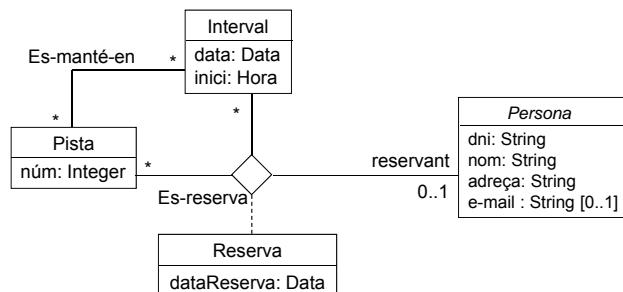 Interval
data: Data
inici: Hora
Es-manté-en
*
*
*
Pista
núm: Integer
*
Es-reserva
reservant
0..1
Persona
dni: String
nom: String
adreça: String
e-mail : String [0..1]
Reserva
dataReserva: Data